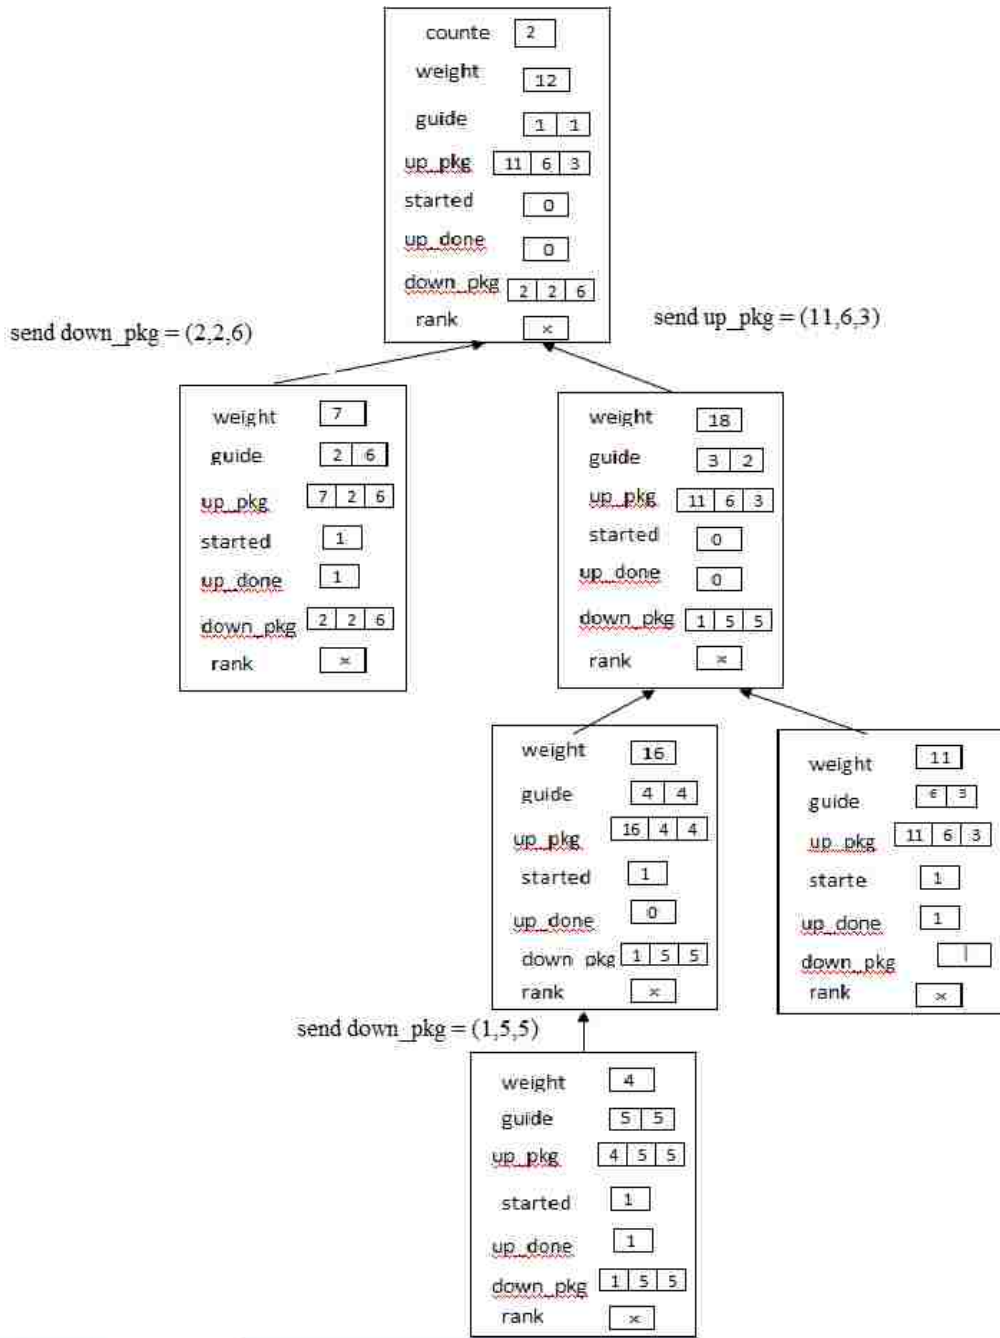 counte 2
weight 12
guide 1 1
up_pkg 11 6 3
started 0
up_done 0
down_pkg 2 2 6
rank x
send down_pkg = (2,2,6)
send up_pkg = (11,6,3)
weight 7
guide 2 6
up_pkg 7 2 6
started 1
up_done 1
down_pkg 2 2 6
rank x
weight 18
guide 3 2
up_pkg 11 6 3
started 0
up_done 0
down_pkg 1 5 5
rank x
weight 16
guide 4 4
up_pkg 16 4 4
started 1
up_done 0
down_pkg 1 5 5
rank x
weight 11
guide 6 3
up_pkg 11 6 3
starte 1
up_done 1
down_pkg |
rank x
send down_pkg = (1,5,5)
weight 4
guide 5 5
up_pkg 4 5 5
started 1
up_done 1
down_pkg 1 5 5
rank x